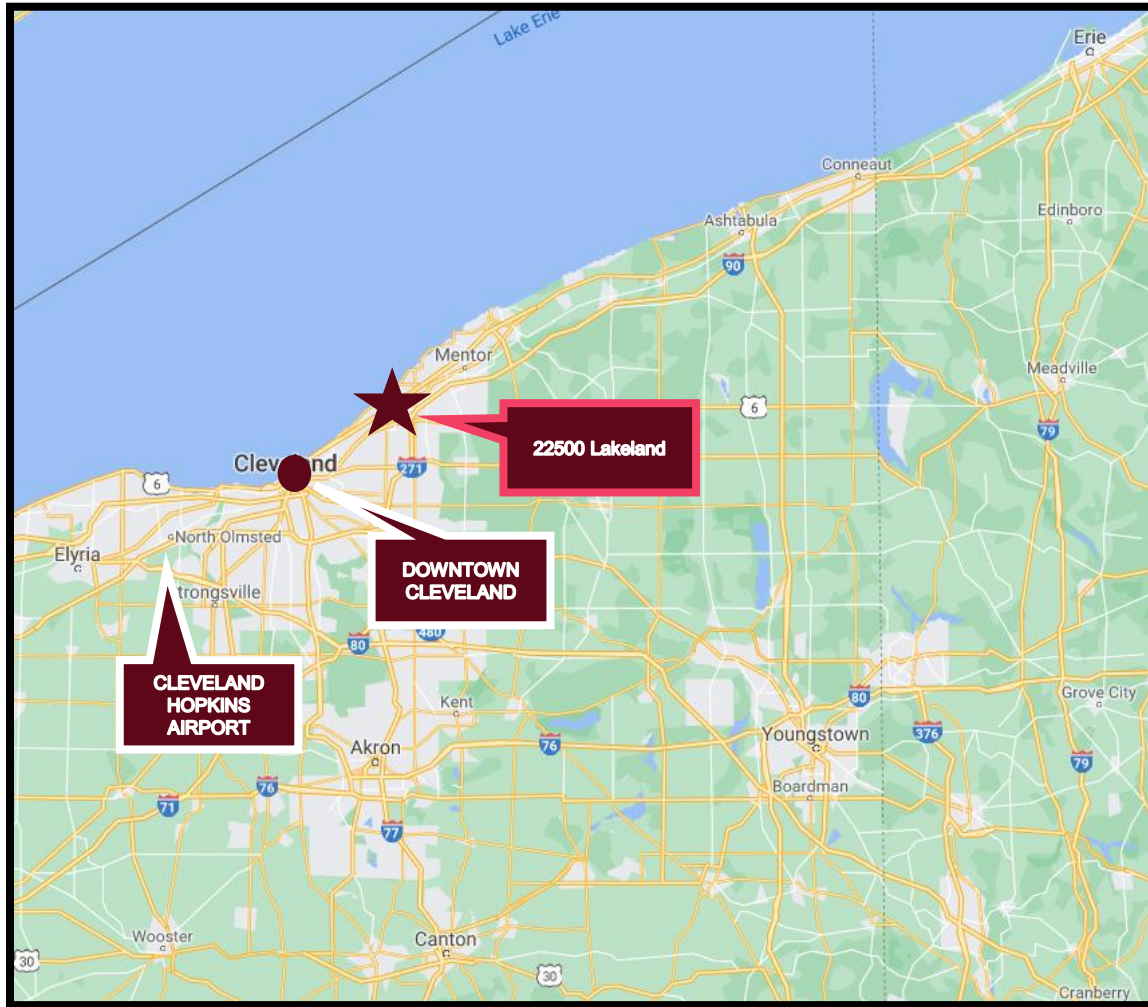 Lake Erie
Erie
Conneaut
Edinboro
Ashtabula
90
Mentor
Meadville
6
22500 Lakeland
79
Cleveland
271
6
North Olmsted
Elyria
DOWNTOWN
CLEVELAND
trongsville
480
80
CLEVELAND
HOPKINS
AIRPORT
Kent
80
Grove City
Youngstown
376
76
Akron
79
76
Boardman
71
77
Wooster
Canton
30
30
Cranberry